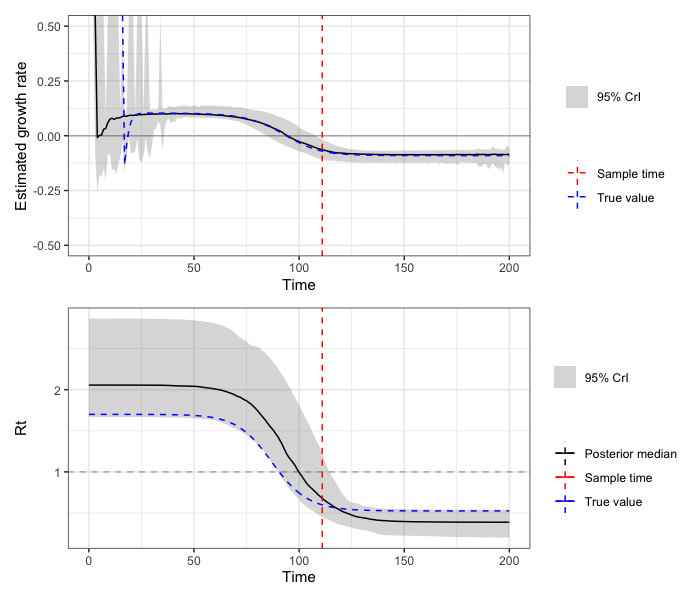 Estimated growth rate
0.50
0.25
0.00
-0.25
-0.50
0
50
100
150
200
Time
95% CrI
Sample time
True value
Rt
2
1
0
50
100
150
200
Time
95% CrI
Posterior median
Sample time
True value